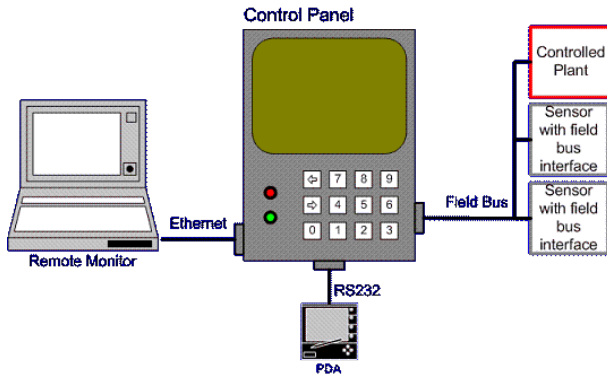 Control Panel
Controlled
Plant
Sensor
with field
bus
interface
7 8 9
4 5 6
0 1 2 3
Ethernet
Field Bus
Sensor
with field
bus
interface
Remote Monitor
RS232
PDA